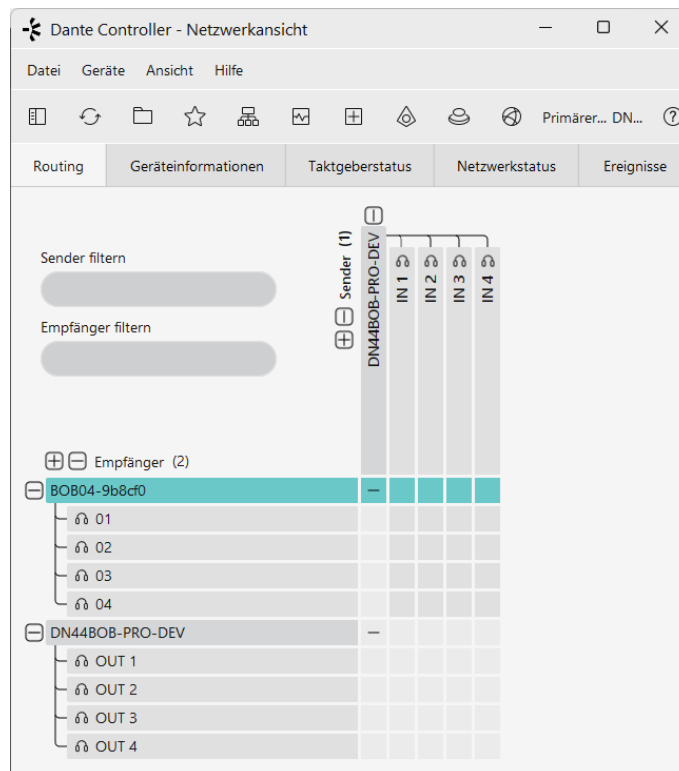 Dante Controller - Netzwerkansicht
Datei Geräte Ansicht Hilfe
Primärer... DN...
Routing Geräteinformationen Taktgeberstatus Netzwerkstatus Ereignisse
Sender filtern
Empfänger filtern
Sender (1)
DN44BOB-PRO-DEV
IN 1
IN 2
IN 3
IN 4
Empfänger (2)
BOB04-9b8cf0
01
02
03
04
DN44BOB-PRO-DEV
OUT 1
OUT 2
OUT 3
OUT 4